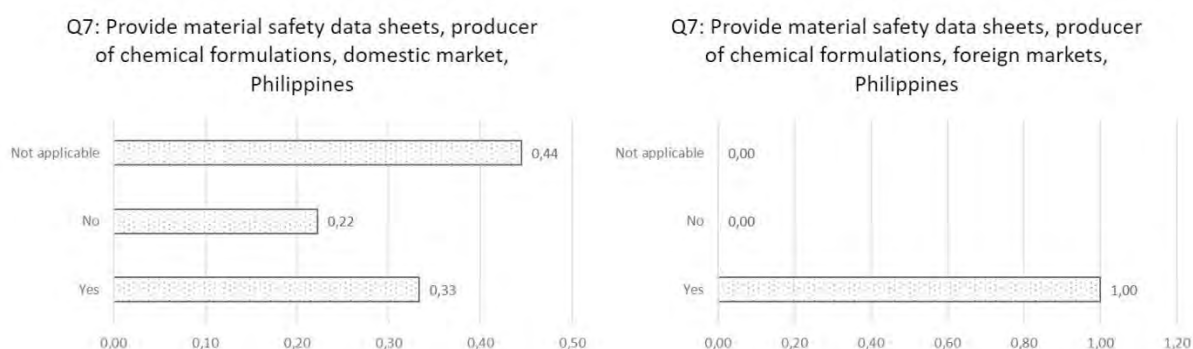 Q7: Provide material safety data sheets, producer
of chemical formulations, domestic market,
Philippines
Not applicable
0,44
No
0,22
Yes
0,33
0,00 0,10 0,20 0,30 0,40 0,50
Q7: Provide material safety data sheets, producer
of chemical formulations, foreign markets,
Philippines
Not applicable
0,00
No
0,00
Yes
1,00
0,00 0,20 0,40 0,60 0,80 1,00 1,20